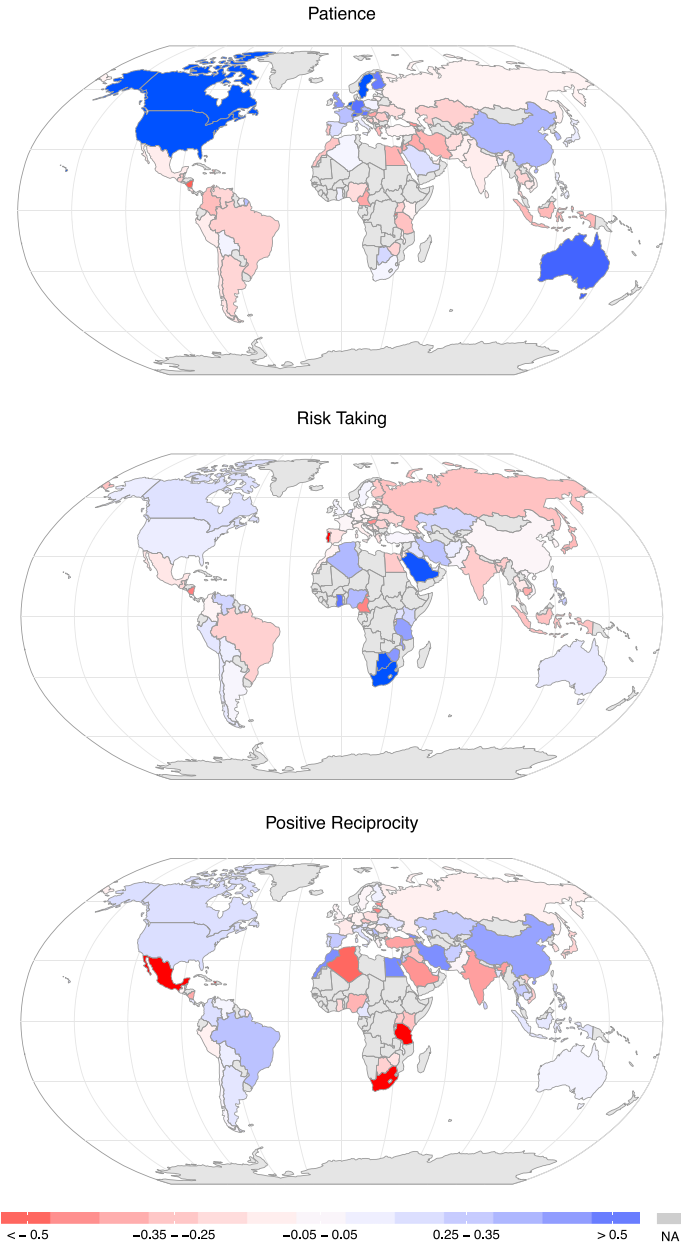 Patience
Risk Taking
Positive Reciprocity
< − 0.5 −0.35 − −0.25 −0.05 − 0.05 0.25 − 0.35 > 0.5 NA